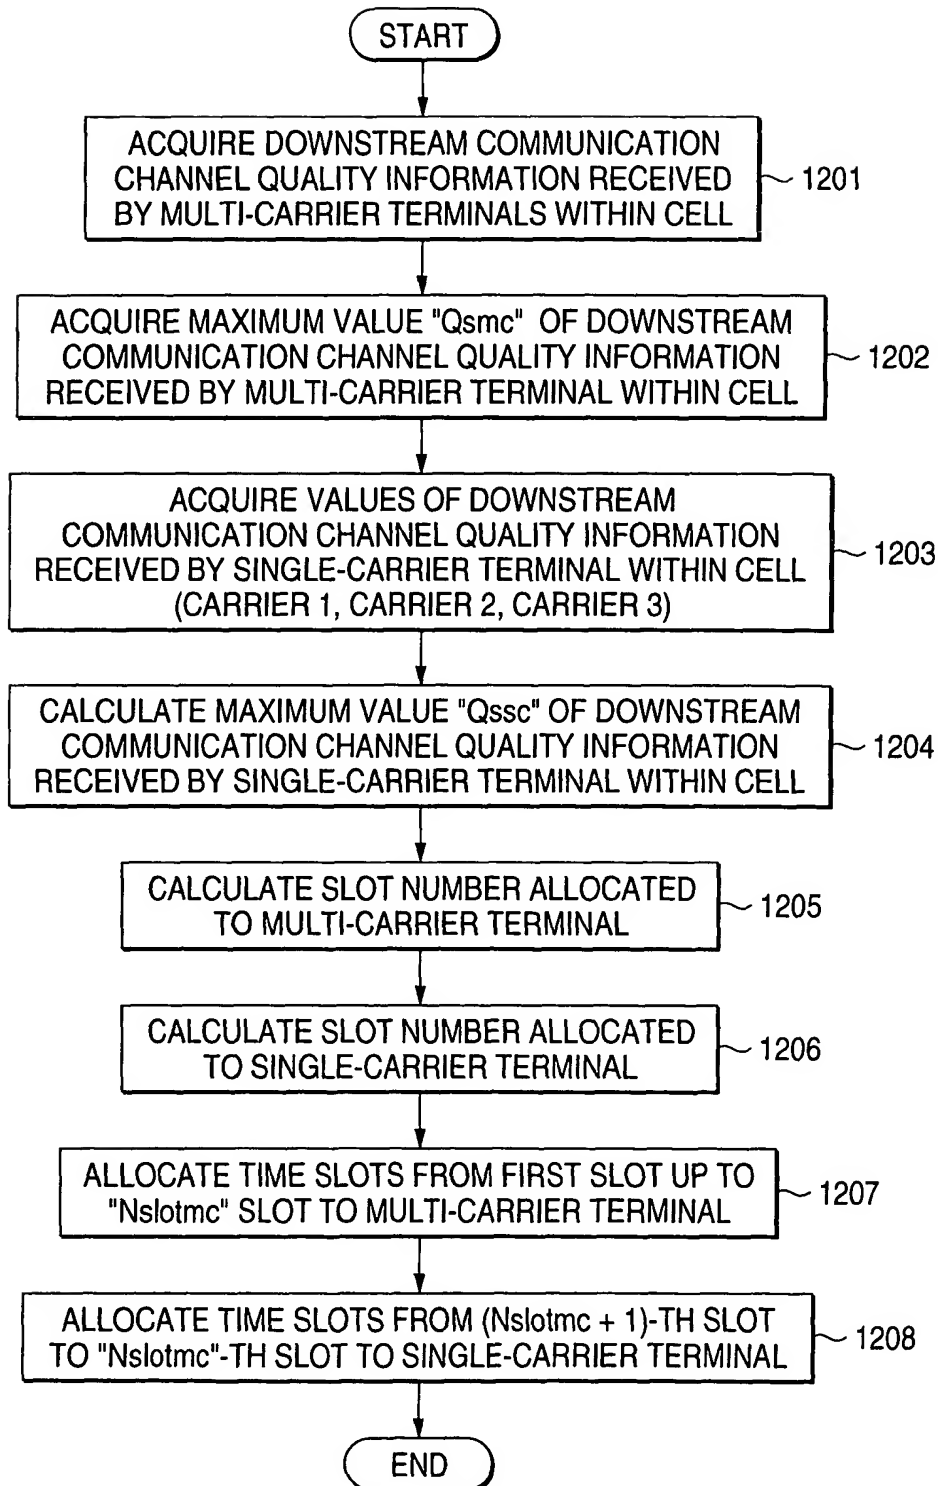 START
ACQUIRE DOWNSTREAM COMMUNICATION
CHANNEL QUALITY INFORMATION RECEIVED
BY MULTI-CARRIER TERMINALS WITHIN CELL
1201
ACQUIRE MAXIMUM VALUE "Qsmc" OF DOWNSTREAM
COMMUNICATION CHANNEL QUALITY INFORMATION
RECEIVED BY MULTI-CARRIER TERMINAL WITHIN CELL
1202
ACQUIRE VALUES OF DOWNSTREAM
COMMUNICATION CHANNEL QUALITY INFORMATION
RECEIVED BY SINGLE-CARRIER TERMINAL WITHIN CELL
(CARRIER 1, CARRIER 2, CARRIER 3)
1203
CALCULATE MAXIMUM VALUE "Qssc" OF DOWNSTREAM
COMMUNICATION CHANNEL QUALITY INFORMATION
RECEIVED BY SINGLE-CARRIER TERMINAL WITHIN CELL
1204
CALCULATE SLOT NUMBER ALLOCATED
TO MULTI-CARRIER TERMINAL
1205
CALCULATE SLOT NUMBER ALLOCATED
TO SINGLE-CARRIER TERMINAL
1206
ALLOCATE TIME SLOTS FROM FIRST SLOT UP TO
"Nslotmc" SLOT TO MULTI-CARRIER TERMINAL
1207
ALLOCATE TIME SLOTS FROM (Nslotmc + 1)-TH SLOT
TO "Nslotmc"-TH SLOT TO SINGLE-CARRIER TERMINAL
1208
END